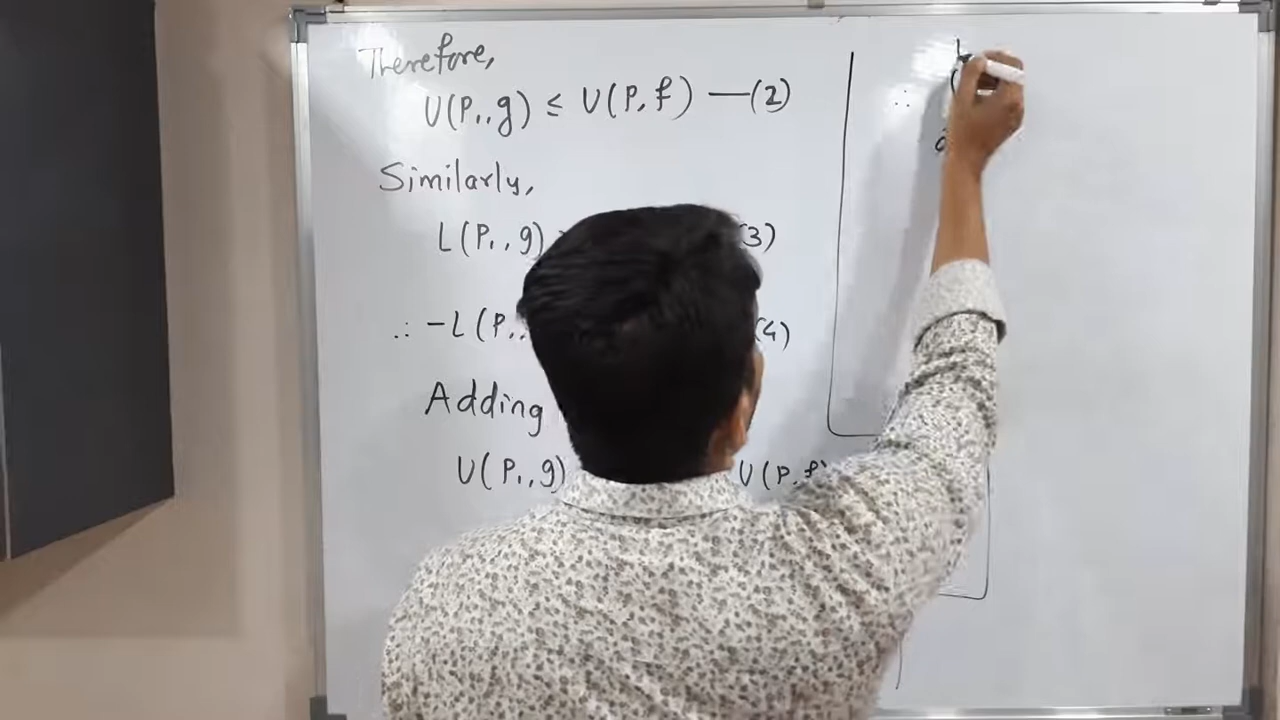 Therefore,
U(P₁, g) ≤ U(P, f) —(2)
Similarly,
L(P₁, g) (3)
∴ -L(P₁, (4)
Adding
U(P₁, g) U(P, f)
∴